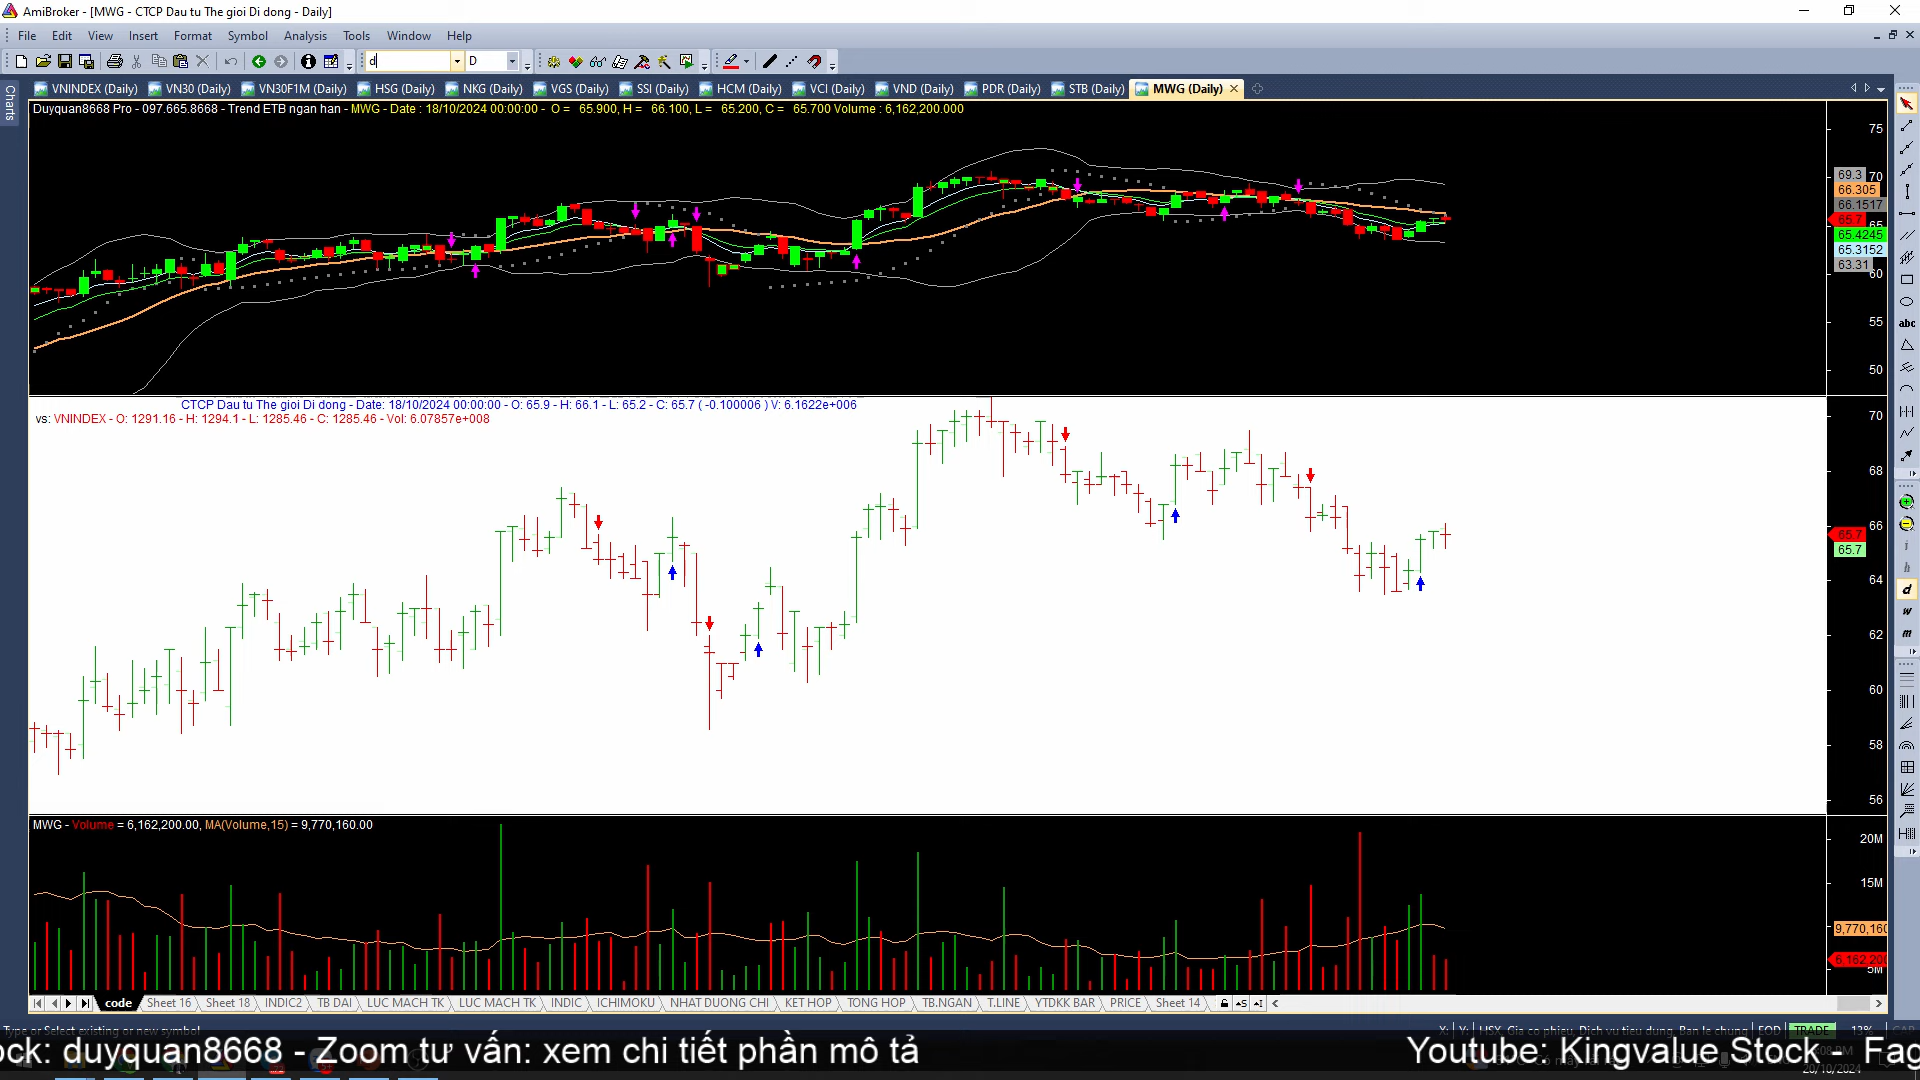 AmiBroker - [MWG - CTCP Dau tu The gioi Di dong - Daily]
File Edit View Insert Format Symbol Analysis Tools Window Help
d D
Charts
VNINDEX (Daily) VN30 (Daily) VN30F1M (Daily) HSG (Daily) NKG (Daily) VGS (Daily) SSI (Daily) HCM (Daily) VCI (Daily) VND (Daily) PDR (Daily) STB (Daily) MWG (Daily)
Duyquan8668 Pro - 097.665.8668 - Trend ETB ngan han - MWG - Date : 18/10/2024 00:00:00 - O = 65.900, H = 66.100, L = 65.200, C = 65.700 Volume : 6,162,200.000
75
69.3
70
66.305
66.1517
65.7
65
65.4245
65.3152
63.31
60
55
50
abc
CTCP Dau tu The gioi Di dong - Date: 18/10/2024 00:00:00 - O: 65.9 - H: 66.1 - L: 65.2 - C: 65.7 ( -0.100006 ) V: 6.1622e+006
vs: VNINDEX - O: 1291.16 - H: 1294.1 - L: 1285.46 - C: 1285.46 - Vol: 6.07857e+008
70
68
66
65.7
65.7
64
62
60
58
56
i
h
d
w
m
MWG - Volume = 6,162,200.00, MA(Volume,15) = 9,770,160.00
20M
15M
9,770,160
6,162,200
5M
code Sheet 16 Sheet 18 INDIC2 TB DAI LUC MACH TK LUC MACH TK INDIC ICHIMOKU NHAT DUONG CHI KET HOP TONG HOP TB.NGAN T.LINE YTDKK BAR PRICE Sheet 14
Type or Select existing or new symbol
X: Y: HSX, Gia co phieu, Dich vu tieu dung, Ban le chung EOD TRADE 13% CAP
ock: duyquan8668 - Zoom tư vấn: xem chi tiết phần mô tả Youtube: Kingvalue Stock - Fag
20/10/2024